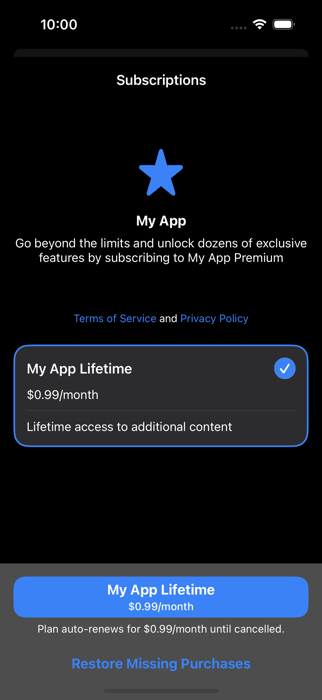 10:00
Subscriptions
My App
Go beyond the limits and unlock dozens of exclusive
features by subscribing to My App Premium
Terms of Service and Privacy Policy
My App Lifetime
$0.99/month
Lifetime access to additional content
My App Lifetime
$0.99/month
Plan auto-renews for $0.99/month until cancelled.
Restore Missing Purchases